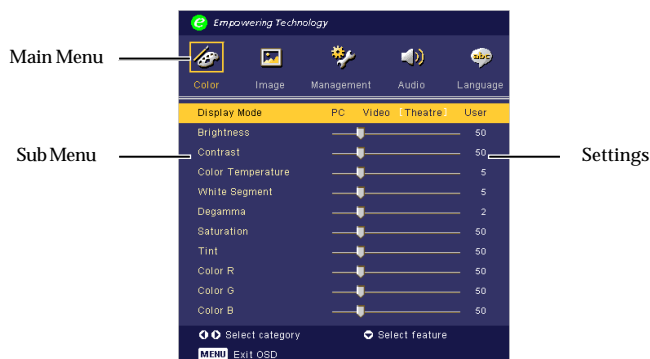 Empowering Technology
Main Menu
Color Image Management Audio Language
Display Mode PC Video [Theatre] User
Brightness 50
Sub Menu Contrast 50 Settings
Color Temperature 5
White Segment 5
Degamma 2
Saturation 50
Tint 50
Color R 50
Color G 50
Color B 50
Select category Select feature
MENU Exit OSD